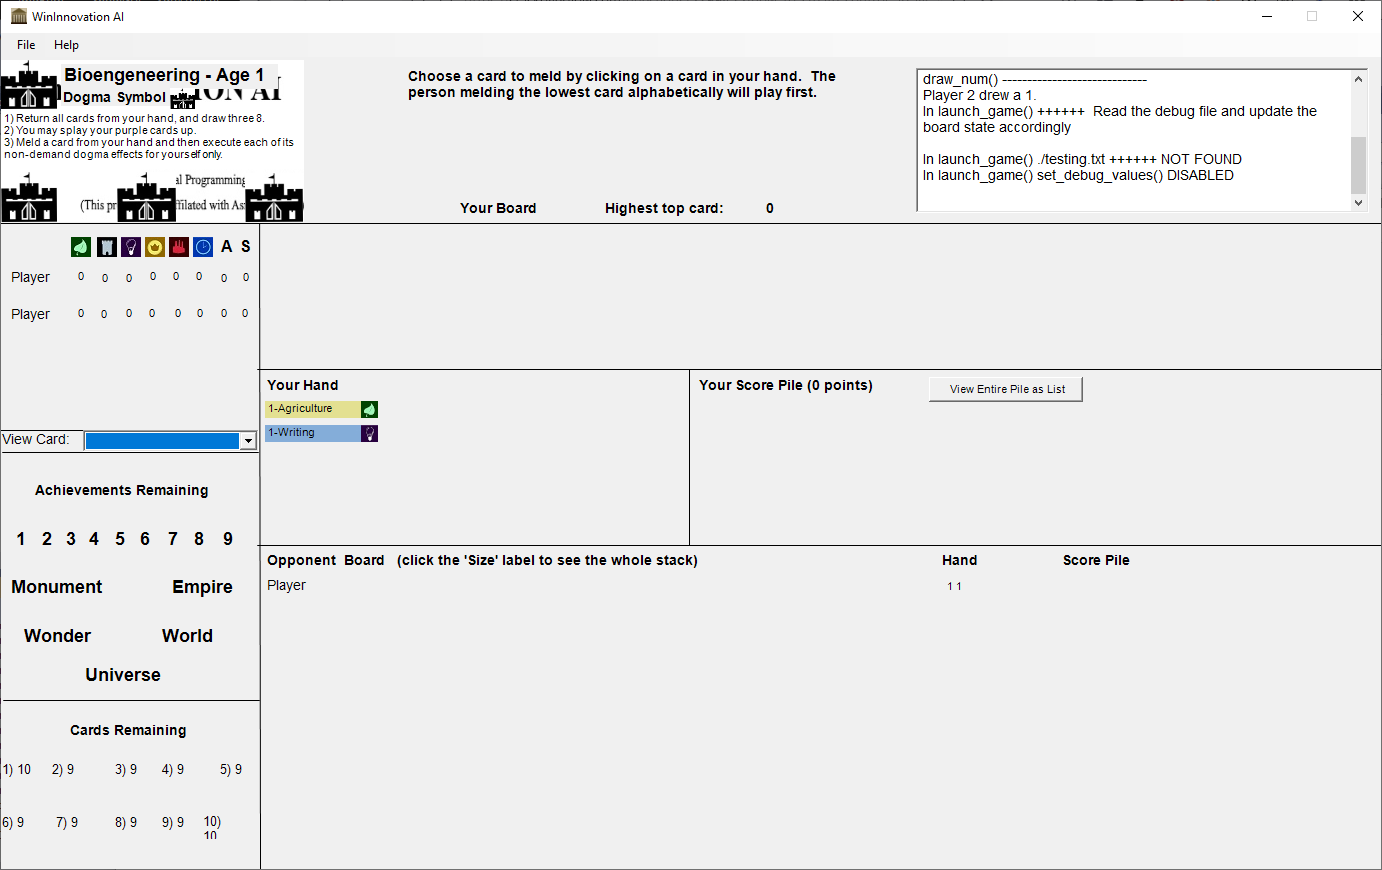 WinInnovation AI
File Help
Bioengeneering - Age 1
Dogma Symbol ION AI
1) Return all cards from your hand, and draw three 8.
2) You may splay your purple cards up.
3) Meld a card from your hand and then execute each of its
non-demand dogma effects for yourself only.
al Programming
(This pr ffilated with As
Choose a card to meld by clicking on a card in your hand. The
person melding the lowest card alphabetically will play first.
Your Board Highest top card: 0
draw_num() -----------------------------
Player 2 drew a 1.
In launch_game() ++++++ Read the debug file and update the
board state accordingly
In launch_game() ./testing.txt ++++++ NOT FOUND
In launch_game() set_debug_values() DISABLED
A S
Player 0 0 0 0 0 0 0 0
Player 0 0 0 0 0 0 0 0
View Card:
Achievements Remaining
1 2 3 4 5 6 7 8 9
Monument Empire
Wonder World
Universe
Cards Remaining
1) 10 2) 9 3) 9 4) 9 5) 9
6) 9 7) 9 8) 9 9) 9 10)
10
Your Hand
1-Agriculture
1-Writing
Your Score Pile (0 points) View Entire Pile as List
Opponent Board (click the 'Size' label to see the whole stack) Hand Score Pile
Player 1 1